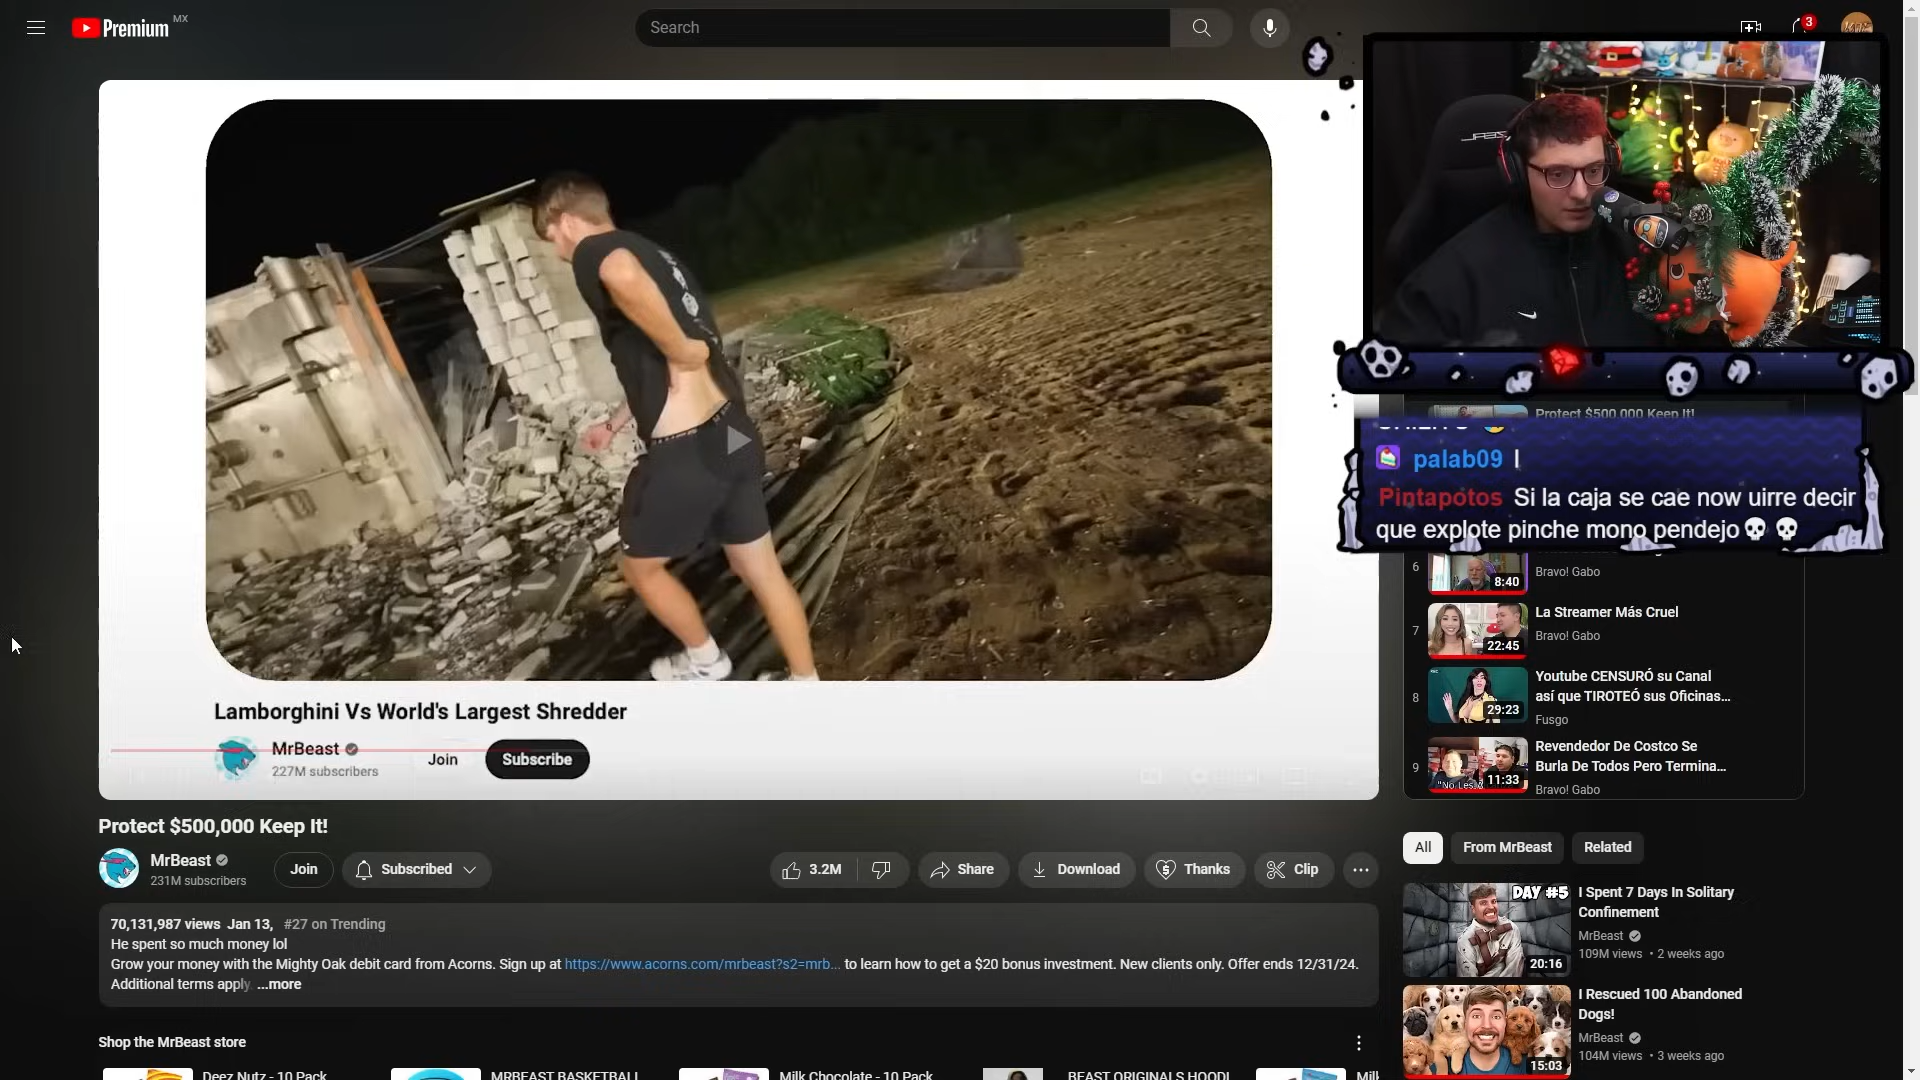 Premium MX
Search
3
Lamborghini Vs World's Largest Shredder
MrBeast
227M subscribers
Join
Subscribe
Protect $500,000 Keep It!
MrBeast
231M subscribers
Join
Subscribed
3.2M
Share
Download
Thanks
Clip
70,131,987 views Jan 13, #27 on Trending
He spent so much money lol
Grow your money with the Mighty Oak debit card from Acorns. Sign up at https://www.acorns.com/mrbeast?s2=mrb... to learn how to get a $20 bonus investment. New clients only. Offer ends 12/31/24.
Additional terms apply. ...more
Shop the MrBeast store
Deez Nutz - 10 Pack
MRBEAST BASKETBALL
Milk Chocolate - 10 Pack
BEAST ORIGINALS HOODI
Protect $500,000 Keep It!
palab09 l
Pintapotos Si la caja se cae now uirre decir
que explote pinche mono pendejo💀💀
6
8:40
Bravo! Gabo
7
22:45
La Streamer Más Cruel
Bravo! Gabo
8
29:23
Youtube CENSURÓ su Canal
así que TIROTEÓ sus Oficinas...
Fusgo
9
11:33
Revendedor De Costco Se
Burla De Todos Pero Termina...
Bravo! Gabo
All
From MrBeast
Related
DAY #5
20:16
I Spent 7 Days In Solitary
Confinement
MrBeast
109M views • 2 weeks ago
15:03
I Rescued 100 Abandoned
Dogs!
MrBeast
104M views • 3 weeks ago